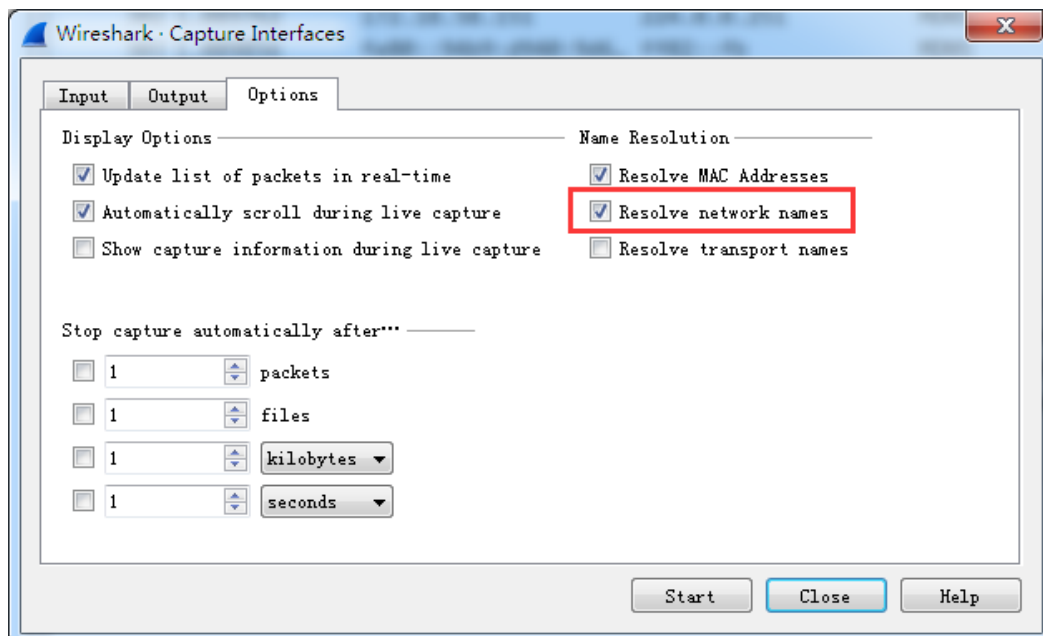 Wireshark · Capture Interfaces
Input Output Options
Display Options
Update list of packets in real-time
Automatically scroll during live capture
Show capture information during live capture
Name Resolution
Resolve MAC Addresses
Resolve network names
Resolve transport names
Stop capture automatically after…
1 packets
1 files
1 kilobytes
1 seconds
Start Close Help